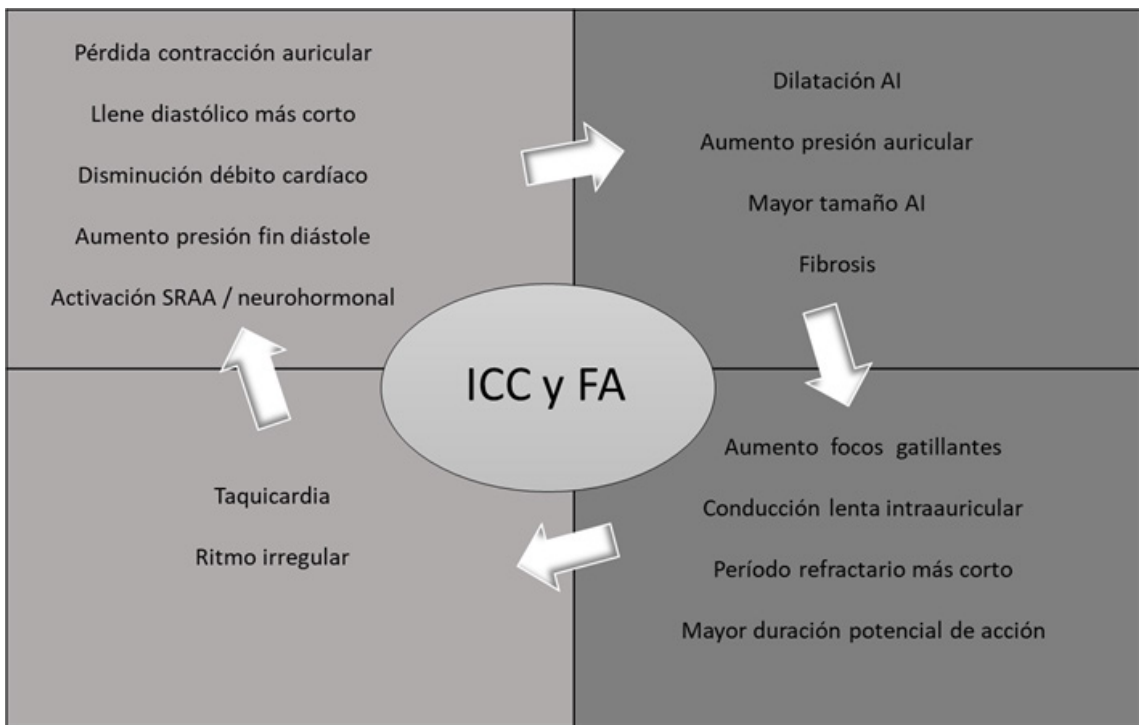 Pérdida contracción auricular
Llene diastólico más corto
Disminución débito cardíaco
Aumento presión fin diástole
Activación SRAA / neurohormonal
Dilatación AI
Aumento presión auricular
Mayor tamaño AI
Fibrosis
ICC y FA
Taquicardia
Ritmo irregular
Aumento focos gatillantes
Conducción lenta intraauricular
Período refractario más corto
Mayor duración potencial de acción